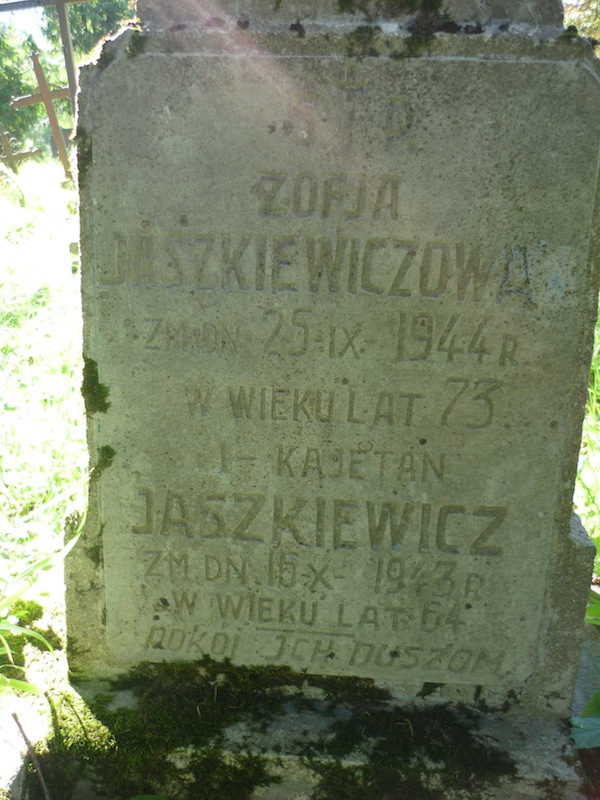 Ś. † P.
ZOFJA
JASZKIEWICZOWA
ZM. DN. 25-IX- 1944 R
W WIEKU LAT 73...
I - KAJETAN
JASZKIEWICZ
ZM. DN. 16-X- 1943 R
W WIEKU LAT 64
POKÓJ ICH DUSZOM